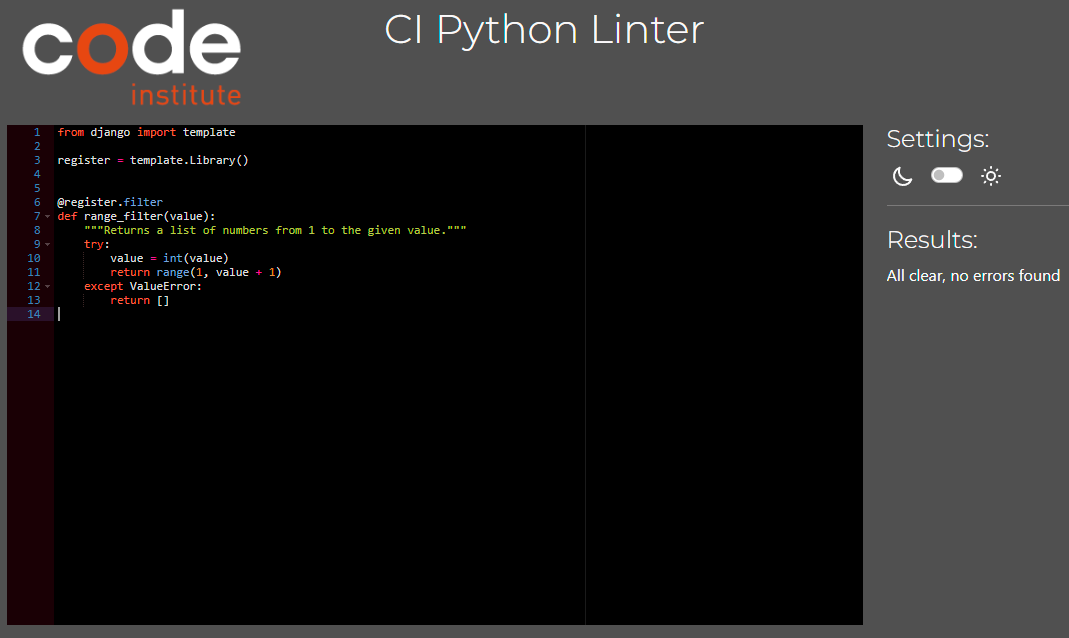 code
institute
CI Python Linter
1 from django import template
2
3 register = template.Library()
4
5
6 @register.filter
7 def range_filter(value):
8     """Returns a list of numbers from 1 to the given value."""
9     try:
10         value = int(value)
11         return range(1, value + 1)
12     except ValueError:
13         return []
14
Settings:
Results:
All clear, no errors found